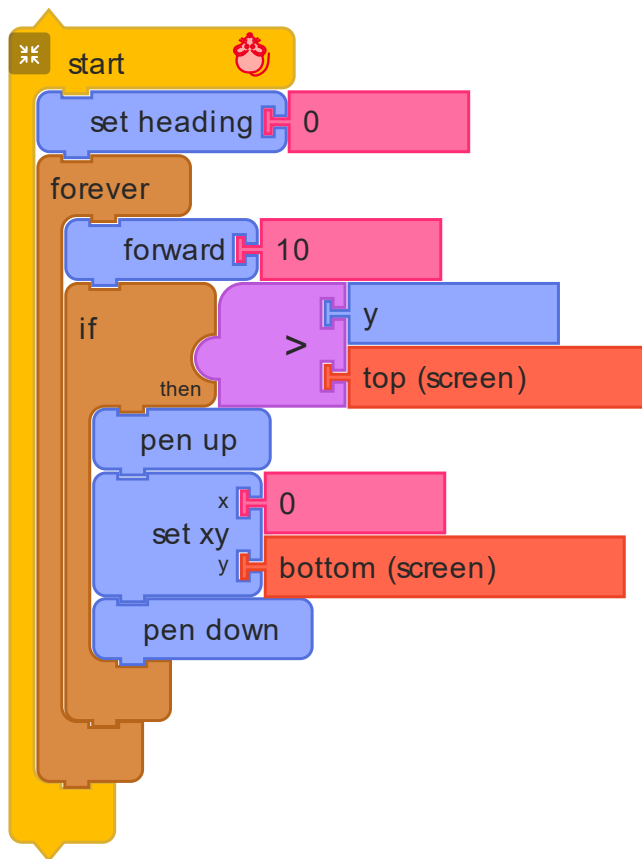 start
set heading 0
forever
forward 10
if
> y
then
top (screen)
pen up
x 0
set xy
y bottom (screen)
pen down